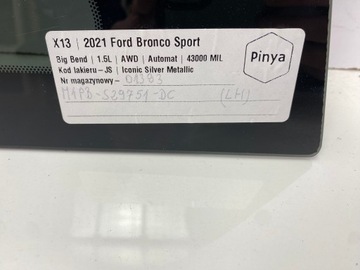 X13 | 2021 Ford Bronco Sport
Big Bend | 1.5L | AWD | Automat | 43000 MIL
Kod lakieru – JS | Iconic Silver Metallic
Nr magazynowy – 01363
M1PB-S29751-DC (LH)
Pinya